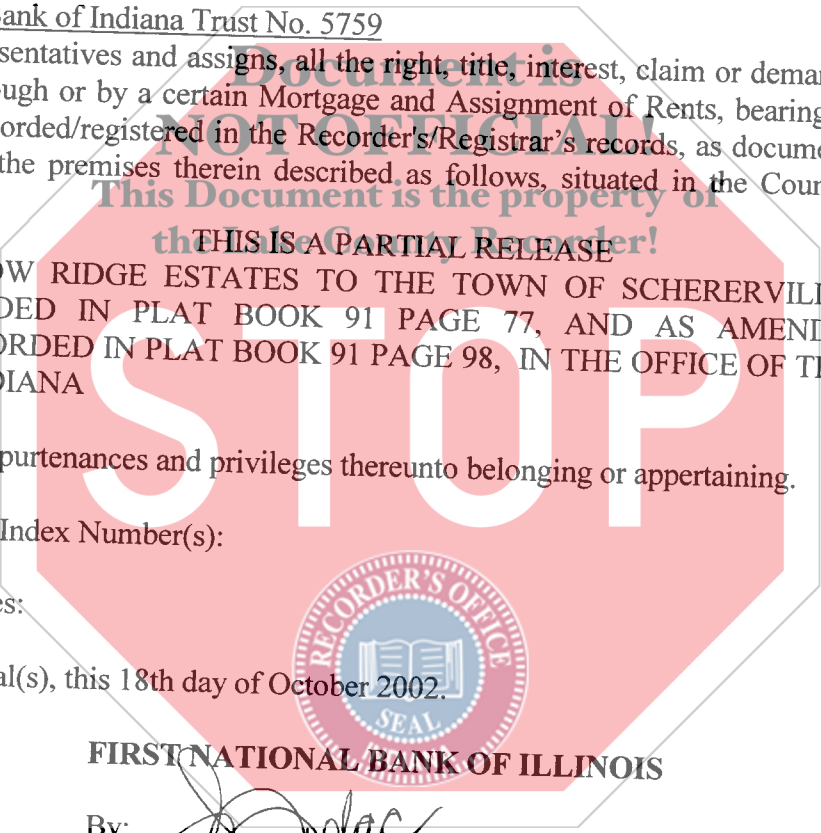 ank of Indiana Trust No. 5759
sentatives and assigns, all the right, title, interest, claim or deman
Document is
ugh or by a certain Mortgage and Assignment of Rents, bearing
NOT OFFICIAL!
orded/registered in the Recorder's/Registrar's records, as docume
the premises therein described as follows, situated in the Coun
This Document is the property of
the Lake County Recorder!
THIS IS A PARTIAL RELEASE
OW RIDGE ESTATES TO THE TOWN OF SCHERERVILL
DED IN PLAT BOOK 91 PAGE 77, AND AS AMEND
ORDED IN PLAT BOOK 91 PAGE 98, IN THE OFFICE OF TH
DIANA
STOP
purtenances and privileges thereunto belonging or appertaining.
Index Number(s):
es:
RECORDER'S OFFICE
al(s), this 18th day of October 2002.
SEAL
INDIANA
FIRST NATIONAL BANK OF ILLINOIS
By: